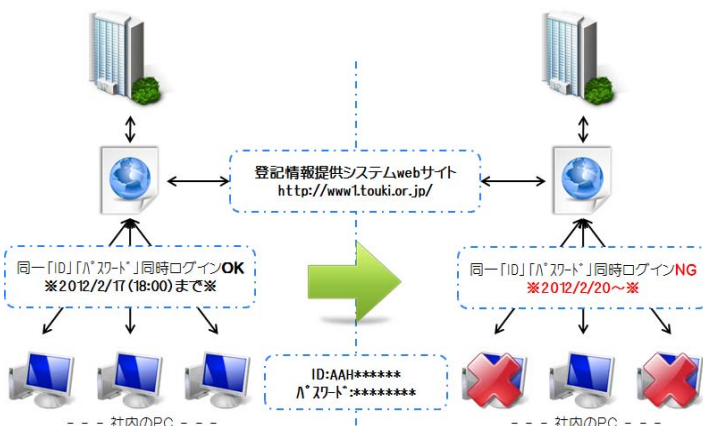 登記情報提供システムwebサイト
http://www1.touki.or.jp/
同一｢ID｣｢ﾊﾟｽﾜｰﾄﾞ｣同時ログインOK
※2012/2/17(18:00)まで※
同一｢ID｣｢ﾊﾟｽﾜｰﾄﾞ｣同時ログインNG
※2012/2/20～※
ID:AAH******
ﾊﾟｽﾜｰﾄﾞ:********
- - - 社内のPC - - -
- - - 社内のPC - - -